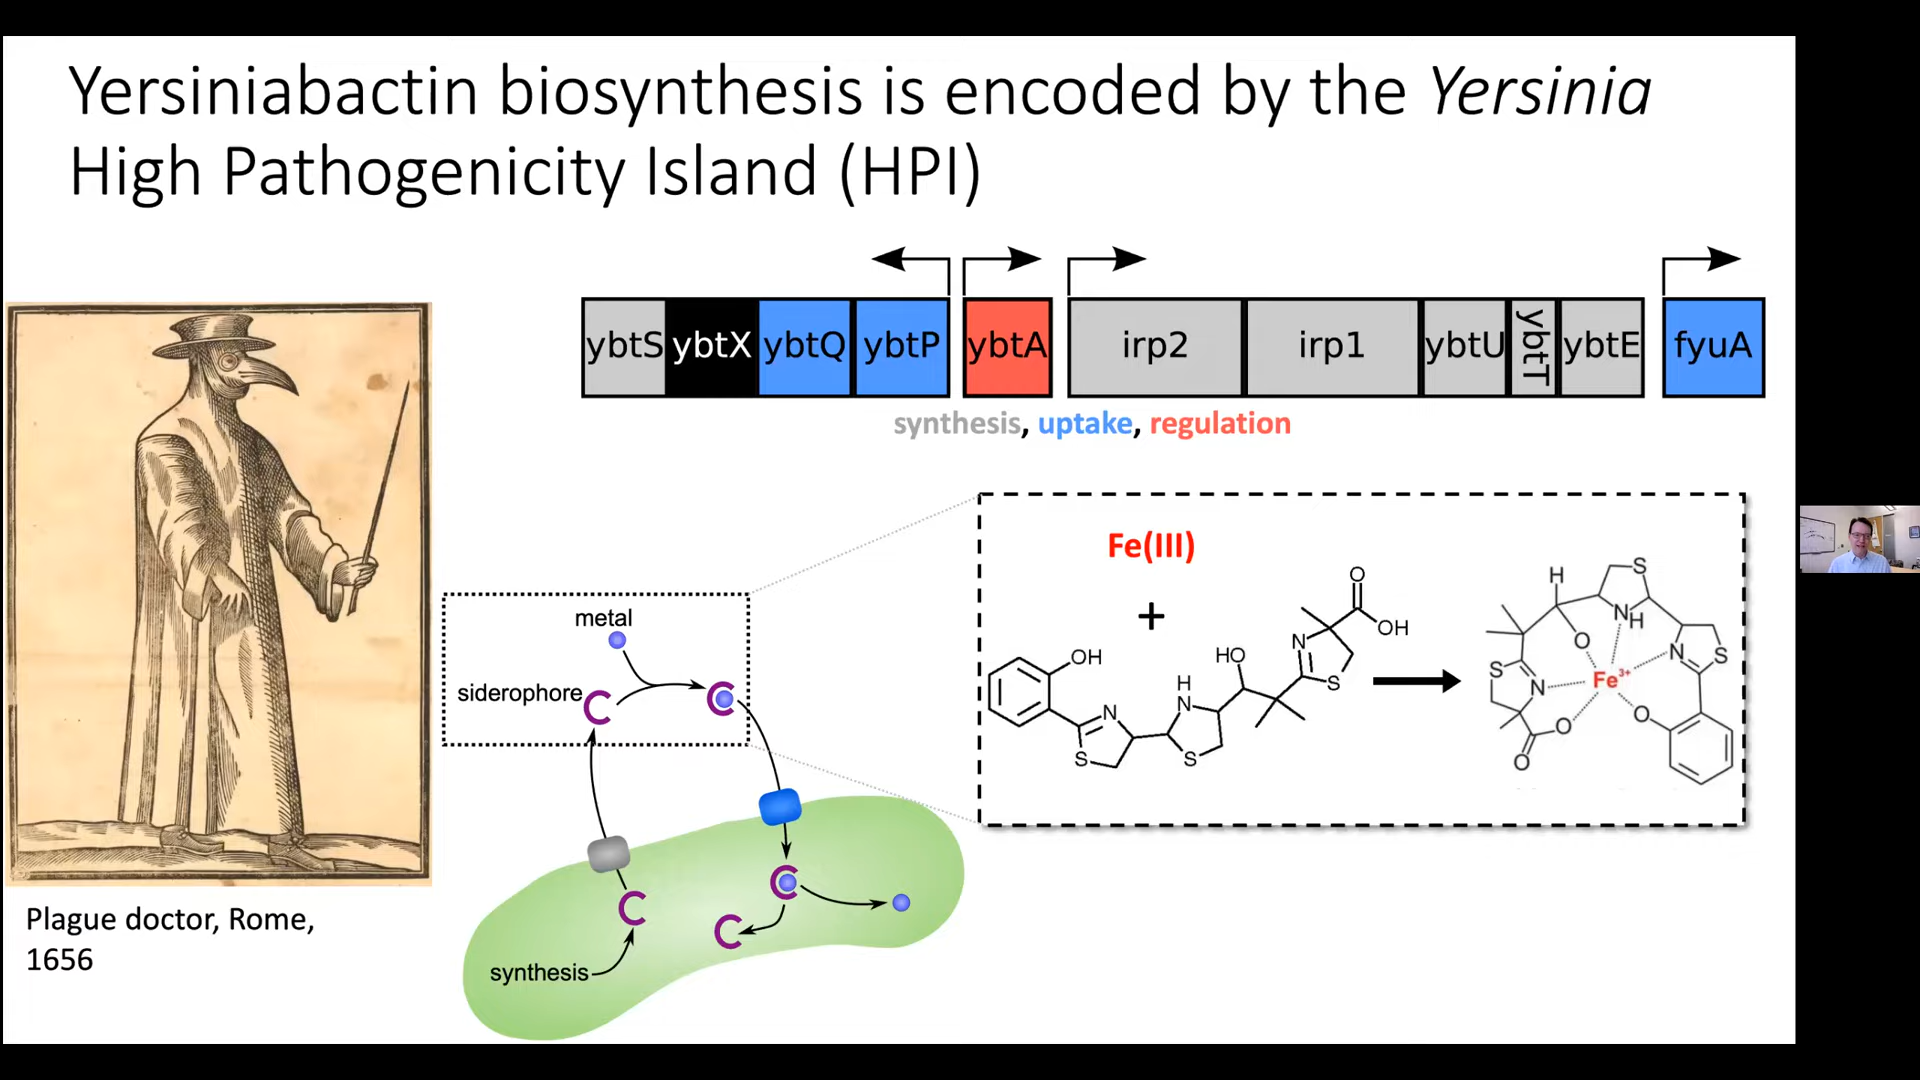 Yersiniabactin biosynthesis is encoded by the Yersinia
High Pathogenicity Island (HPI)
ybtS ybtX ybtQ ybtP ybtA irp2 irp1 ybtU ybtT ybtE fyuA
synthesis, uptake, regulation
Plague doctor, Rome,
1656
metal
siderophore
C
C
C
C
C
synthesis
Fe(III)
+
OH
N
S
H
N
S
HO
N
S
O
OH
H
S
O
NH
N
S
S
N
Fe3+
O
O
O